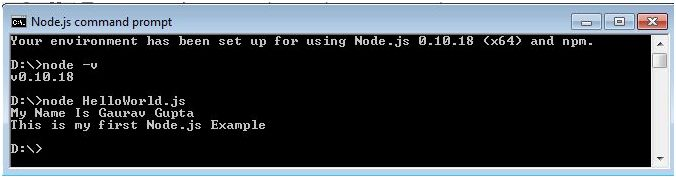 Node.js command prompt
Your environment has been set up for using Node.js 0.10.18 (x64) and npm.
D:\>node -v
v0.10.18
D:\>node HelloWorld.js
My Name Is Gaurav Gupta
This is my first Node.js Example
D:\>